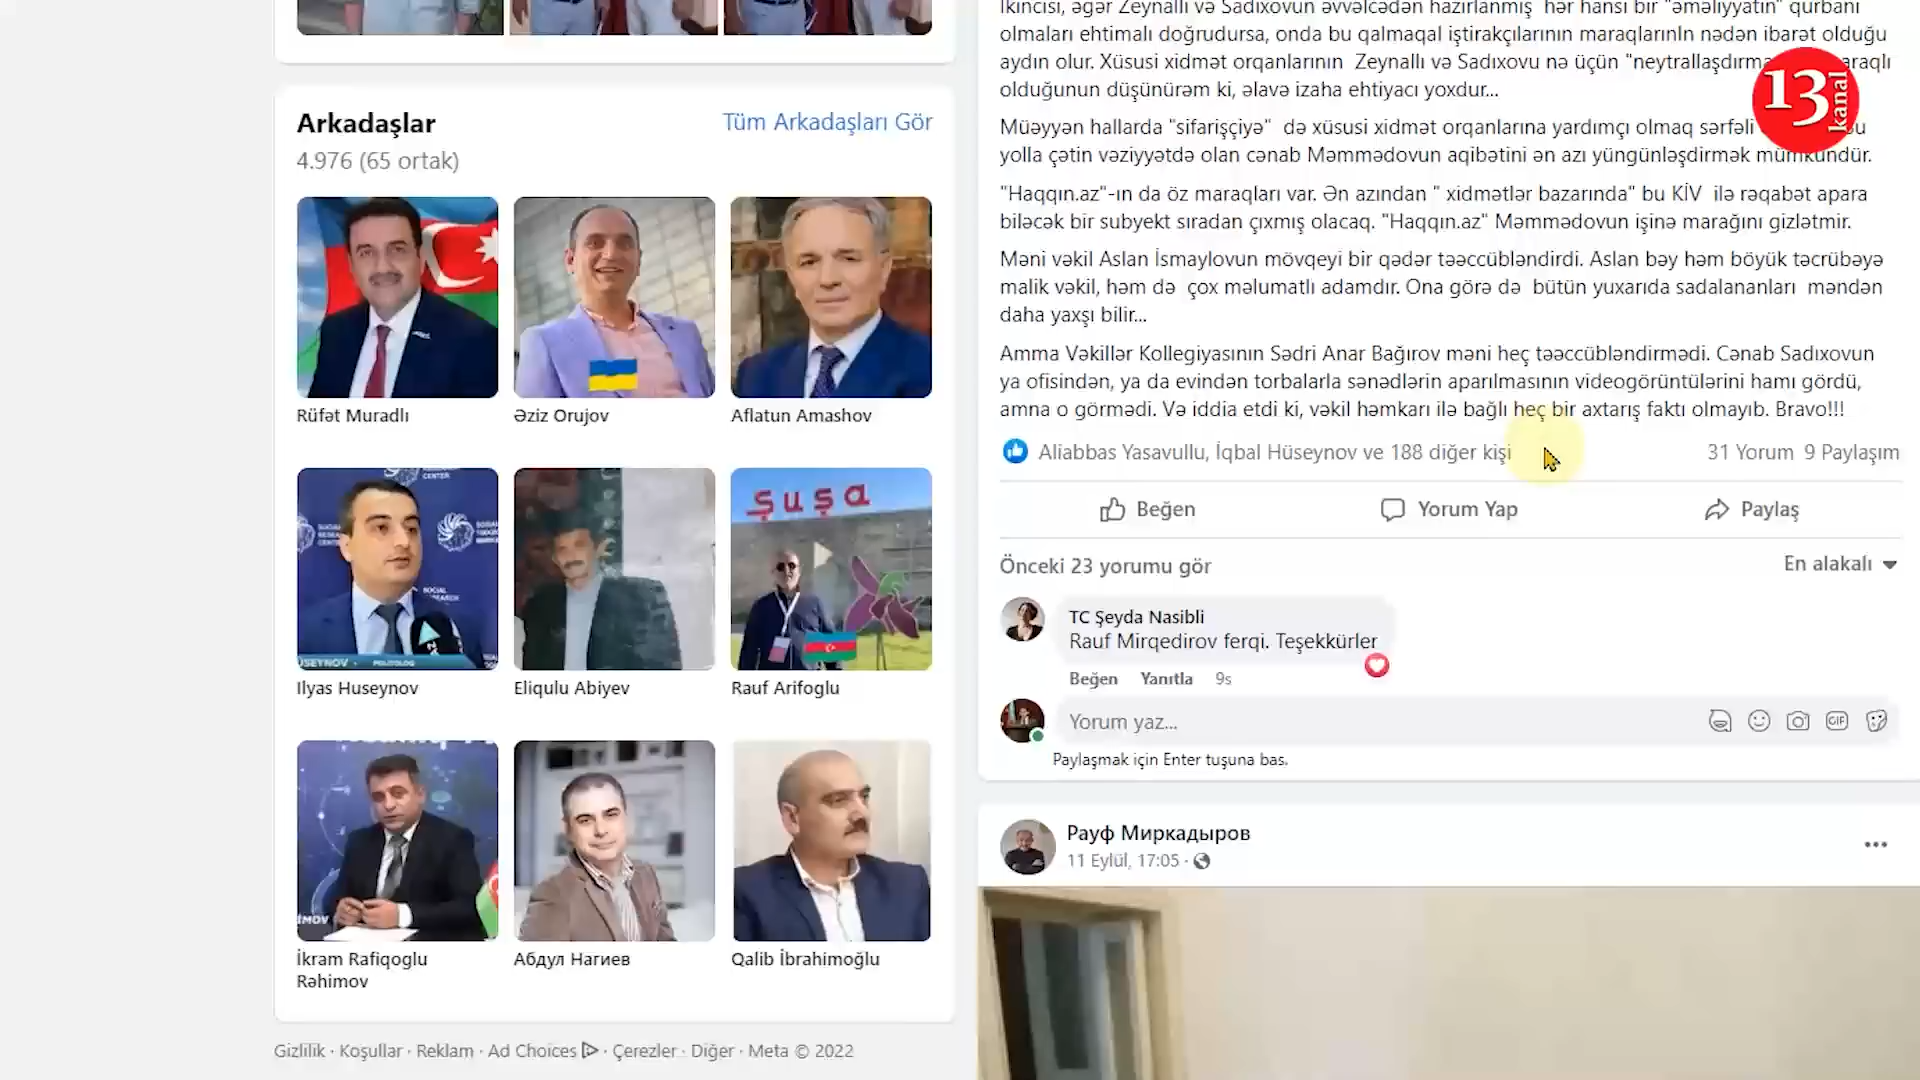 Arkadaşlar
Tüm Arkadaşları Gör
4.976 (65 ortak)
Rüfət Muradlı
Əziz Orujov
Aflatun Amashov
SOCIAL
Ilyas Huseynov
Eliqulu Abiyev
Şuşa
Rauf Arifoglu
İkram Rafiqoglu
Rəhimov
Абдул Нагиев
Qalib İbrahimoğlu
Gizlilik · Koşullar · Reklam · Ad Choices · Çerezler · Diğer · Meta © 2022
İkincisi, əgər Zeynallı və Sadıxovun əvvəlcədən hazırlanmış hər hansı bir "əməliyyatın" qurbanı
olmaları ehtimalı doğrudursa, onda bu qalmaqal iştirakçılarının maraqlarınln nədən ibarət olduğu
aydın olur. Xüsusi xidmət orqanlarının Zeynallı və Sadıxovu nə üçün "neytrallaşdırma
olduğunun düşünürəm ki, əlavə izaha ehtiyacı yoxdur...
13 kanal
Müəyyən hallarda "sifarişçiyə" də xüsusi xidmət orqanlarına yardımçı olmaq sərfəli
yolla çətin vəziyyətdə olan cənab Məmmədovun aqibətini ən azı yüngünləşdirmək mümkündür.
"Haqqın.az"-ın da öz maraqları var. Ən azından " xidmətlər bazarında" bu KİV ilə rəqabət apara
biləcək bir subyekt sıradan çıxmış olacaq. "Haqqın.az" Məmmədovun işinə marağını gizlətmir.
Məni vəkil Aslan İsmaylovun mövqeyi bir qədər təəccübləndirdi. Aslan bəy həm böyük təcrübəyə
malik vəkil, həm də çox məlumatlı adamdır. Ona görə də bütün yuxarıda sadalananları məndən
daha yaxşı bilir...
Amma Vəkillər Kollegiyasının Sədri Anar Bağırov məni heç təəccübləndirmədi. Cənab Sadıxovun
ya ofisindən, ya da evindən torbalarla sənədlərin aparılmasının videogörüntülərini hamı gördü,
amna o görmədi. Və iddia etdi ki, vəkil həmkarı ilə bağlı heç bir axtarış faktı olmayıb. Bravo!!!
Aliabbas Yasavullu, İqbal Hüseynov ve 188 diğer kişi
31 Yorum 9 Paylaşım
Beğen
Yorum Yap
Paylaş
Önceki 23 yorumu gör
En alakalı
TC Şeyda Nasibli
Rauf Mirqedirov ferqi. Teşekkürler
Beğen Yanıtla 9s
Yorum yaz...
GIF
Paylaşmak için Enter tuşuna bas.
Рауф Миркадыров
11 Eylül, 17:05 ·